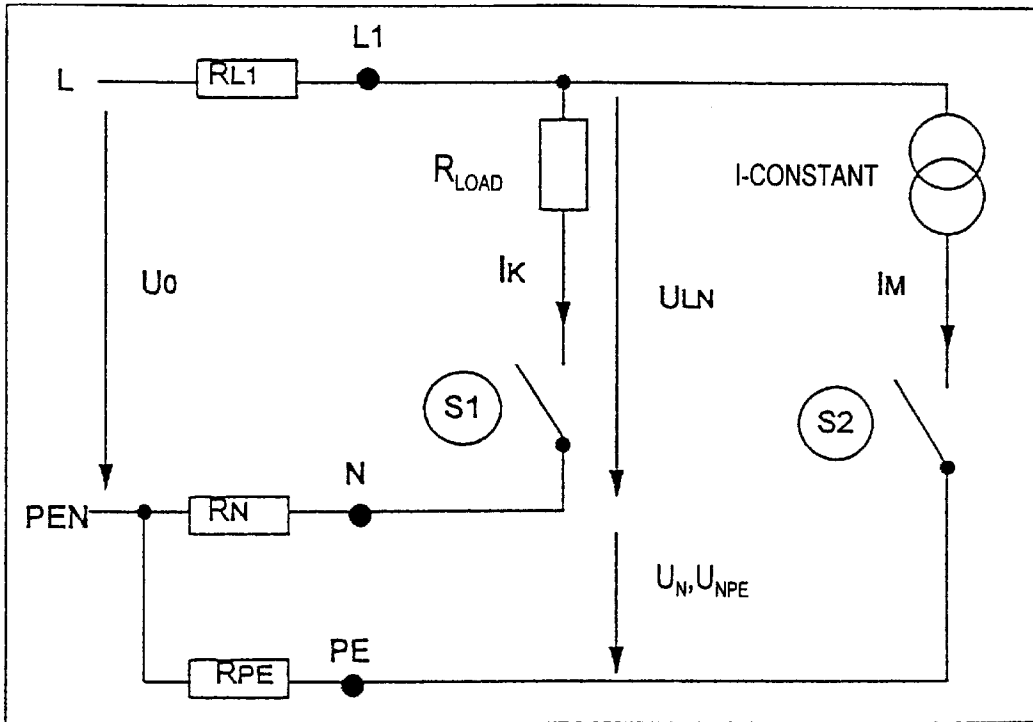 L1
L
RL1
RLOAD
I-CONSTANT
U0
IK
ULN
IM
S1
S2
N
PEN
RN
UN,UNPE
PE
RPE